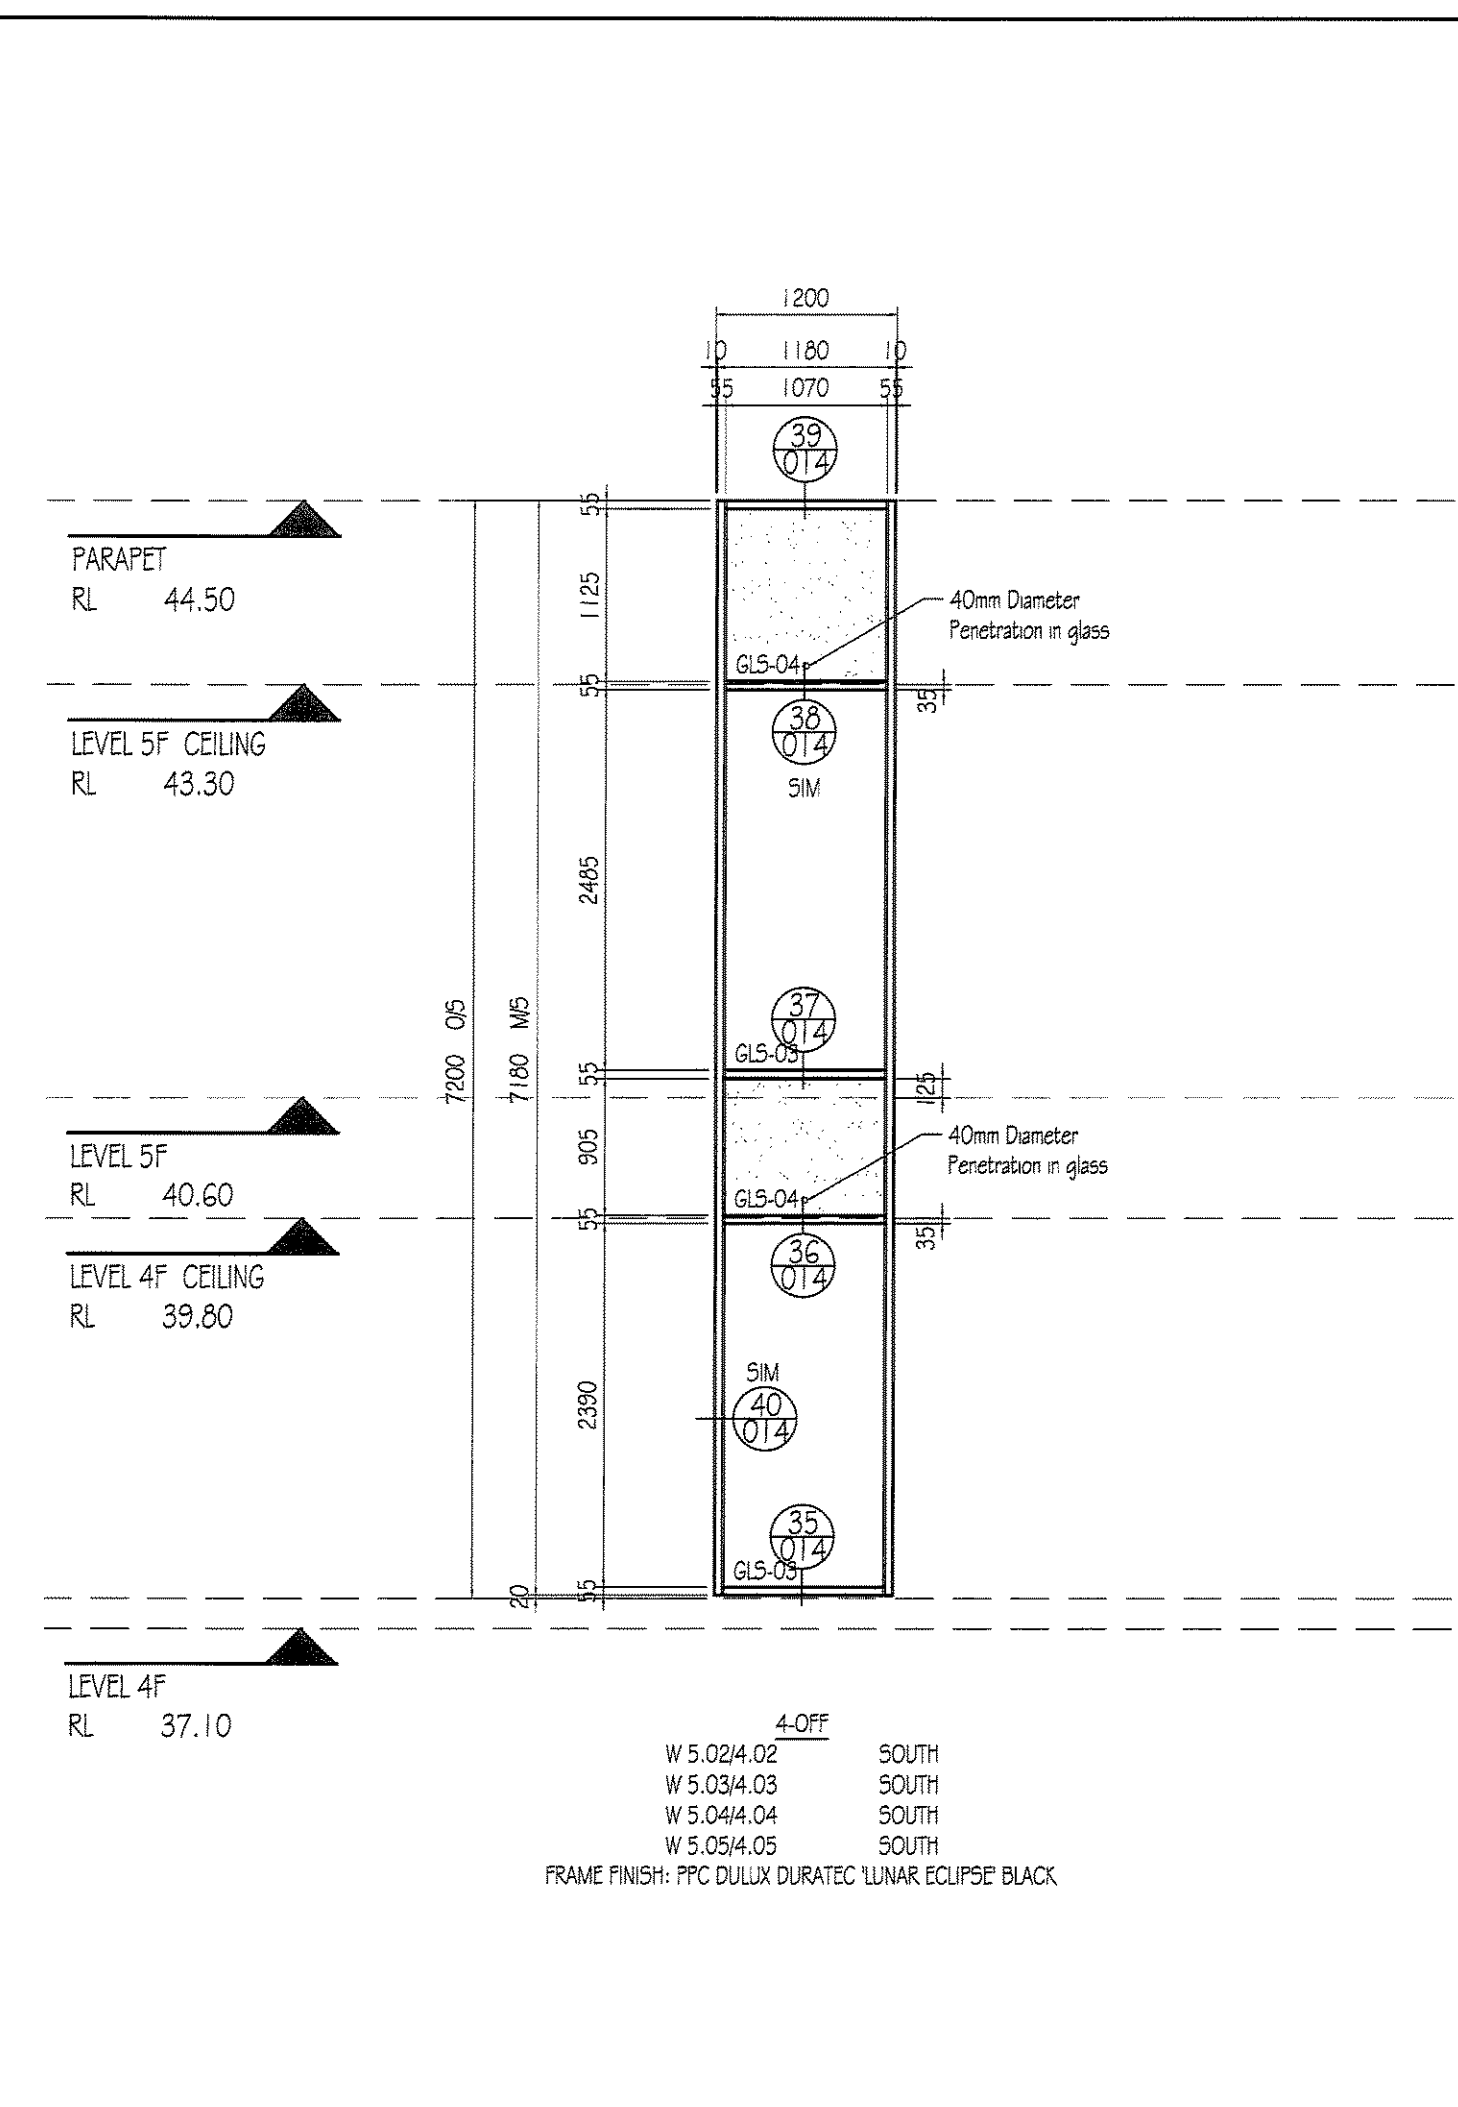 1200
10 1180 10
55 1070 55
39
014
55
PARAPET
RL 44.50
1125
40mm Diameter
Penetration in glass
GLS-04
55
35
LEVEL 5F CEILING
RL 43.30
38
014
SIM
2485
7200 O/S
7180 M/S
37
014
GLS-03
55
125
LEVEL 5F
RL 40.60
905
40mm Diameter
Penetration in glass
GLS-04
55
35
LEVEL 4F CEILING
RL 39.80
36
014
2390
SIM
40
014
35
014
GLS-03
20
55
LEVEL 4F
RL 37.10
4-OFF
W 5.02/4.02 SOUTH
W 5.03/4.03 SOUTH
W 5.04/4.04 SOUTH
W 5.05/4.05 SOUTH
FRAME FINISH: PPC DULUX DURATEC 'LUNAR ECLIPSE' BLACK